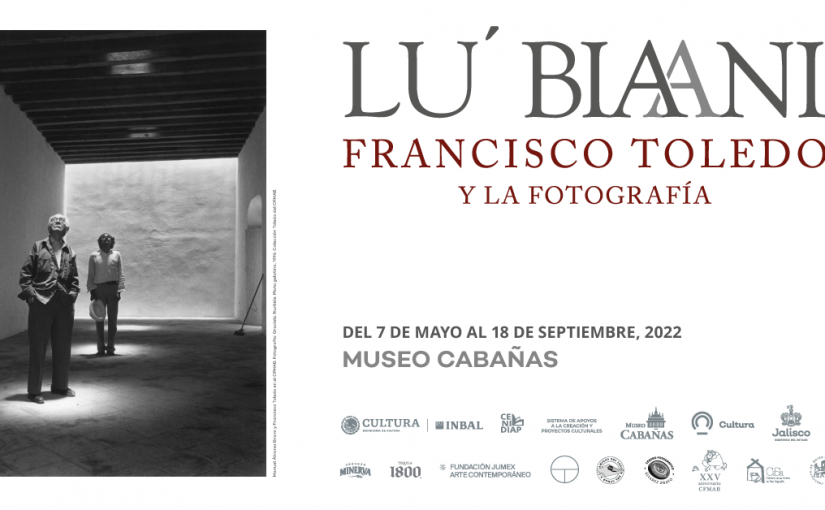 LU´ BIAANI
FRANCISCO TOLEDO
Y LA FOTOGRAFÍA
DEL 7 DE MAYO AL 18 DE SEPTIEMBRE, 2022
MUSEO CABAÑAS
CULTURA
INBAL
CENIDIAP
SISTEMA DE APOYOS
A LA CREACIÓN Y
PROYECTOS CULTURALES
MUSEO
CABAÑAS
Cultura
Jalisco
MINERVA
1800
FUNDACIÓN JUMEX
ARTE CONTEMPORÁNEO
XXV
CFMAB